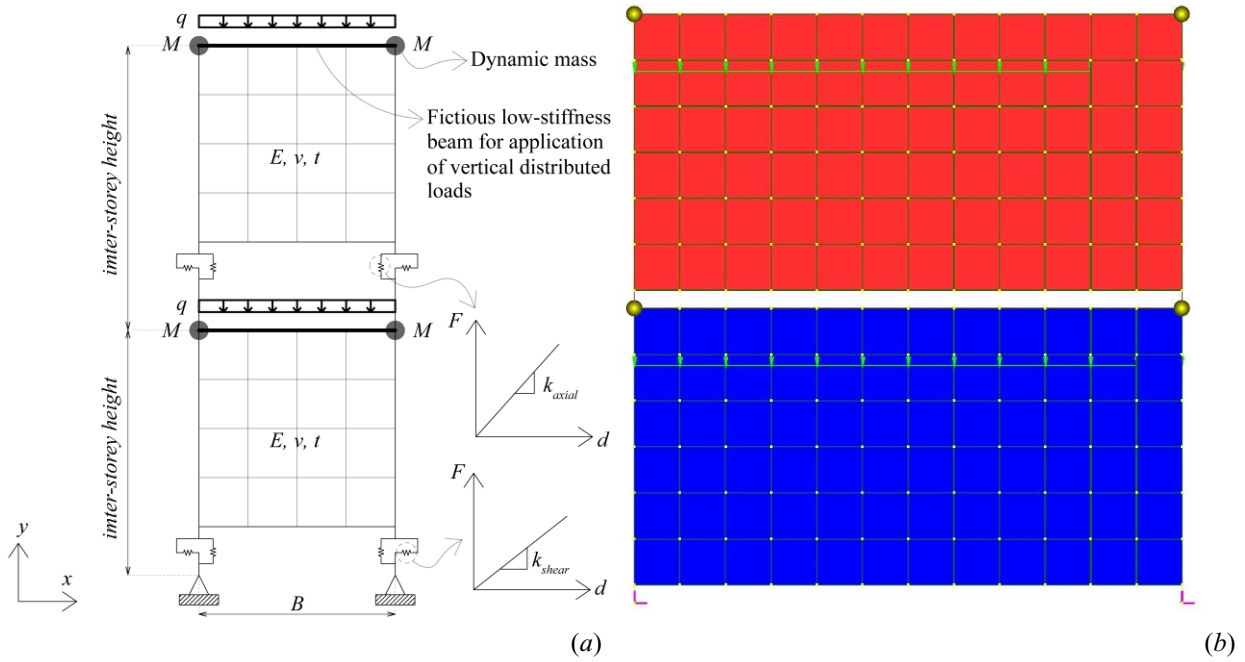 q
M
M
Dynamic mass
Fictious low-stiffness
beam for application
of vertical distributed
loads
imter-storey height
E, ν, t
q
M
M
F
k_axial
d
imter-storey height
E, ν, t
F
k_shear
d
y
x
B
(a)
(b)